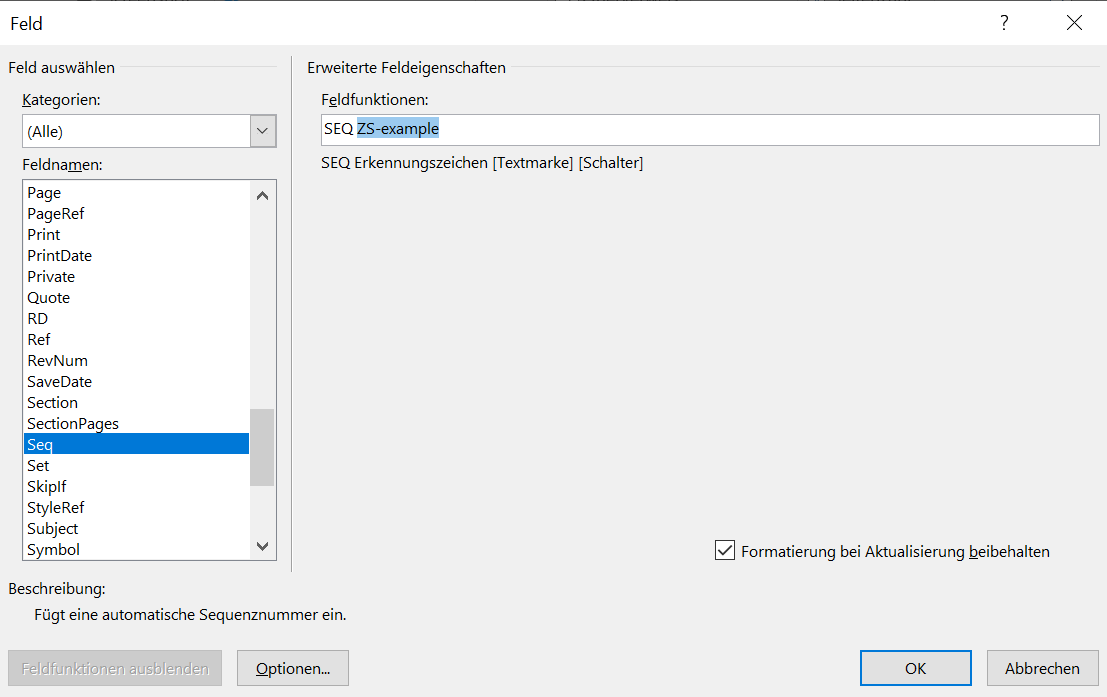 Feld
?
Feld auswählen
Kategorien:
(Alle)
Feldnamen:
Page
PageRef
Print
PrintDate
Private
Quote
RD
Ref
RevNum
SaveDate
Section
SectionPages
Seq
Set
SkipIf
StyleRef
Subject
Symbol
Erweiterte Feldeigenschaften
Feldfunktionen:
SEQ ZS-example
SEQ Erkennungszeichen [Textmarke] [Schalter]
Formatierung bei Aktualisierung beibehalten
Beschreibung:
Fügt eine automatische Sequenznummer ein.
Feldfunktionen ausblenden
Optionen...
OK
Abbrechen